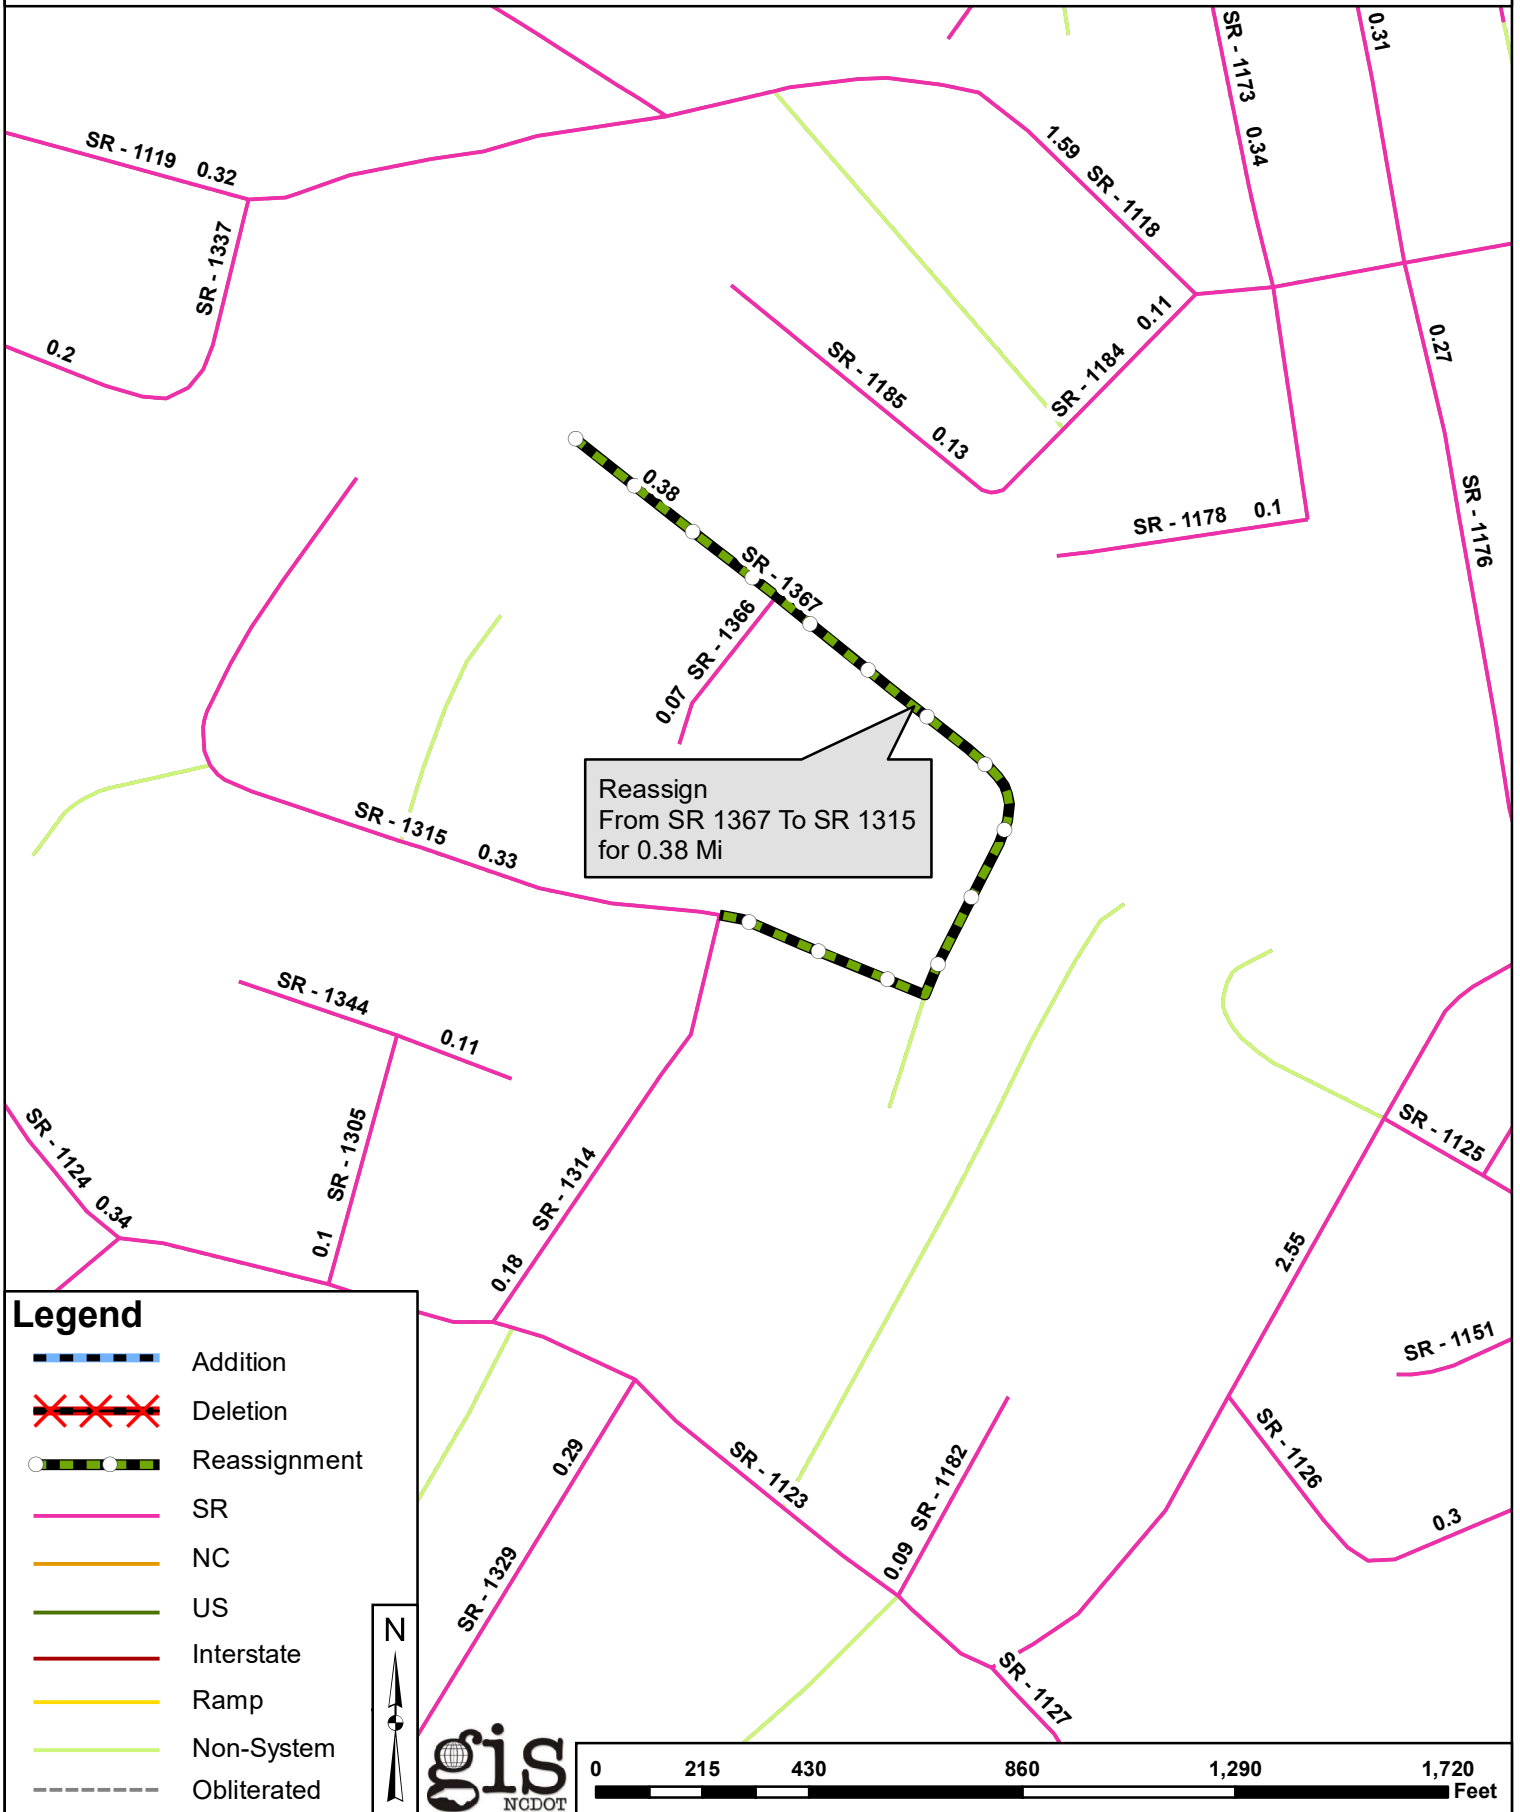 SR - 1173
0.34
0.31
SR - 1119 0.32
1.59 SR - 1118
SR - 1337
0.2
SR - 1185
0.13
SR - 1184 0.11
0.27
SR - 1176
SR - 1178 0.1
0.38
SR - 1367
0.07 SR - 1366
Reassign
From SR 1367 To SR 1315
for 0.38 Mi
SR - 1315 0.33
SR - 1344 0.11
SR - 1124 0.34
0.1 SR - 1305
0.18 SR - 1314
SR - 1125
2.55
SR - 1151
SR - 1126
0.3
SR - 1329 0.29
SR - 1123
0.09 SR - 1182
SR - 1127
Legend
Addition
Deletion
Reassignment
SR
NC
US
Interstate
Ramp
Non-System
Obliterated
N
gis
NCDOT
0 215 430 860 1,290 1,720
Feet